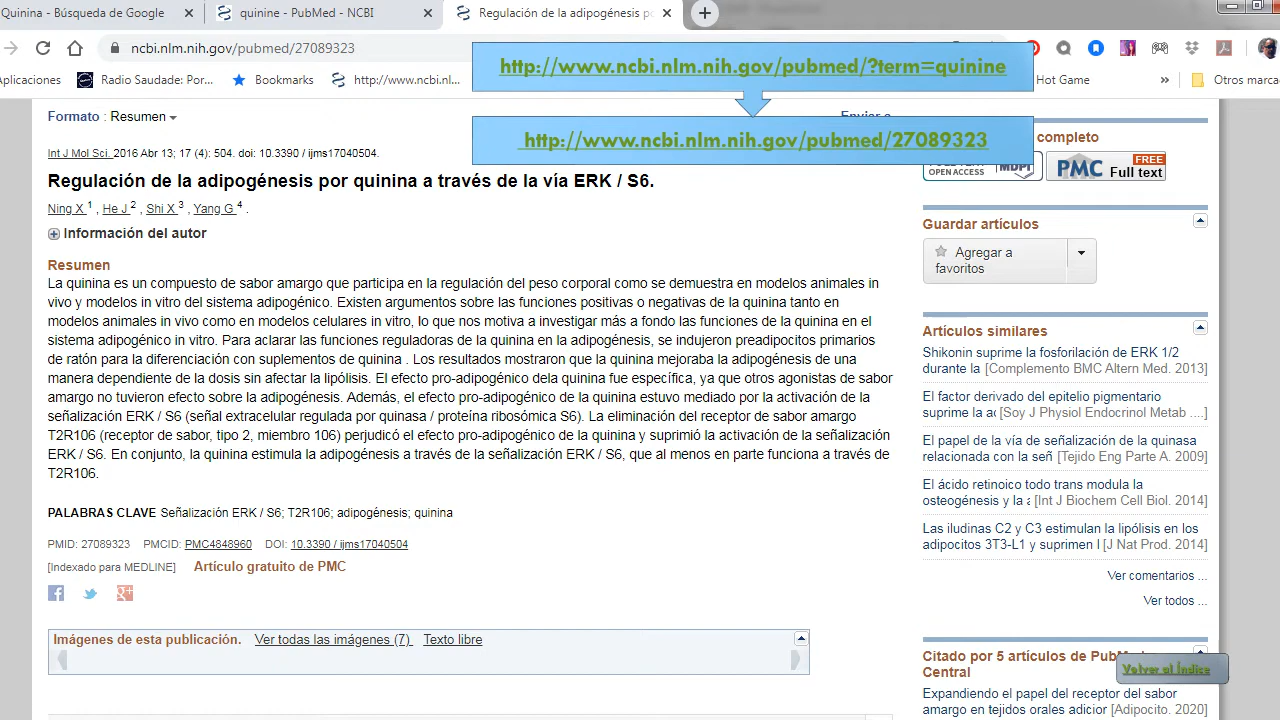 Quinina - Búsqueda de Google
quinine - PubMed - NCBI
Regulación de la adipogénesis po
ncbi.nlm.nih.gov/pubmed/27089323
plicaciones
Radio Saudade: Por...
Bookmarks
http://www.ncbi.nl...
Hot Game
»
Otros marca
http://www.ncbi.nlm.nih.gov/pubmed/?term=quinine
http://www.ncbi.nlm.nih.gov/pubmed/27089323
Formato : Resumen
Enviar a
Int J Mol Sci. 2016 Abr 13; 17 (4): 504. doi: 10.3390 / ijms17040504.
Regulación de la adipogénesis por quinina a través de la vía ERK / S6.
Ning X 1 , He J 2 , Shi X 3 , Yang G 4 .
Información del autor
Resumen
La quinina es un compuesto de sabor amargo que participa en la regulación del peso corporal como se demuestra en modelos animales in
vivo y modelos in vitro del sistema adipogénico. Existen argumentos sobre las funciones positivas o negativas de la quinina tanto en
modelos animales in vivo como en modelos celulares in vitro, lo que nos motiva a investigar más a fondo las funciones de la quinina en el
sistema adipogénico in vitro. Para aclarar las funciones reguladoras de la quinina en la adipogénesis, se indujeron preadipocitos primarios
de ratón para la diferenciación con suplementos de quinina . Los resultados mostraron que la quinina mejoraba la adipogénesis de una
manera dependiente de la dosis sin afectar la lipólisis. El efecto pro-adipogénico dela quinina fue específica, ya que otros agonistas de sabor
amargo no tuvieron efecto sobre la adipogénesis. Además, el efecto pro-adipogénico de la quinina estuvo mediado por la activación de la
señalización ERK / S6 (señal extracelular regulada por quinasa / proteína ribosómica S6). La eliminación del receptor de sabor amargo
T2R106 (receptor de sabor, tipo 2, miembro 106) perjudicó el efecto pro-adipogénico de la quinina y suprimió la activación de la señalización
ERK / S6. En conjunto, la quinina estimula la adipogénesis a través de la señalización ERK / S6, que al menos en parte funciona a través de
T2R106.
PALABRAS CLAVE Señalización ERK / S6; T2R106; adipogénesis; quinina
PMID: 27089323 PMCID: PMC4848960 DOI: 10.3390 / ijms17040504
[Indexado para MEDLINE] Artículo gratuito de PMC
Imágenes de esta publicación. Ver todas las imágenes (7) Texto libre
completo
OPEN ACCESS MDPI
PMC FREE Full text
Guardar artículos
Agregar a
favoritos
Artículos similares
Shikonin suprime la fosforilación de ERK 1/2
durante la [Complemento BMC Altern Med. 2013]
El factor derivado del epitelio pigmentario
suprime la ac [Soy J Physiol Endocrinol Metab ....]
El papel de la vía de señalización de la quinasa
relacionada con la señ [Tejido Eng Parte A. 2009]
El ácido retinoico todo trans modula la
osteogénesis y la a [Int J Biochem Cell Biol. 2014]
Las iludinas C2 y C3 estimulan la lipólisis en los
adipocitos 3T3-L1 y suprimen l [J Nat Prod. 2014]
Ver comentarios ...
Ver todos ...
Citado por 5 artículos de PubMed
Central
Volver al Índice
Expandiendo el papel del receptor del sabor
amargo en tejidos orales adicior [Adipocito. 2020]